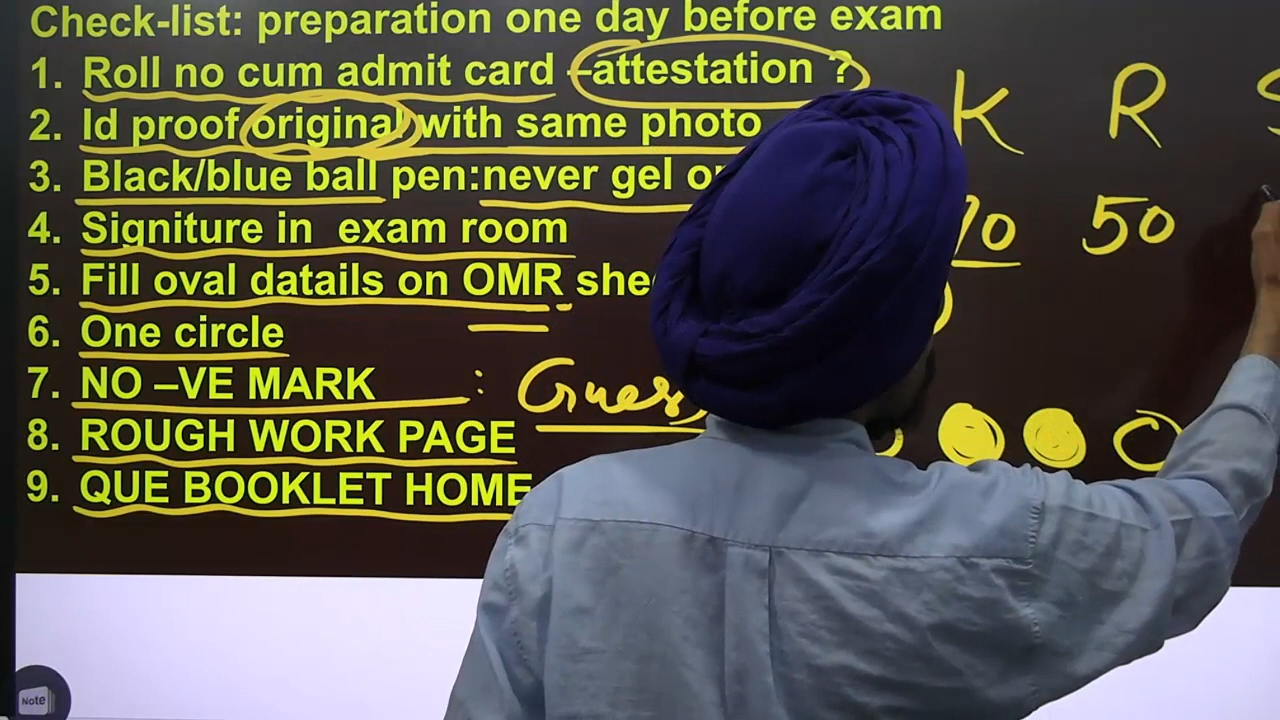 Check-list: preparation one day before exam
1. Roll no cum admit card –attestation ?
2. Id proof original with same photo
3. Black/blue ball pen:never gel
4. Signiture in exam room
5. Fill oval datails on OMR
6. One circle
7. NO –VE MARK : Guess
8. ROUGH WORK PAGE
9. QUE BOOKLET HOME
K R
50
Note